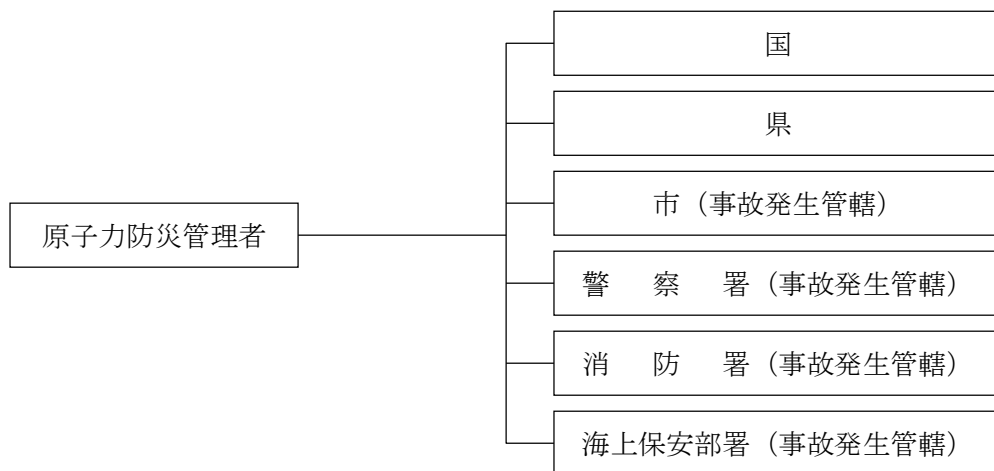 国
県
市（事故発生管轄）
原子力防災管理者
警　察　署（事故発生管轄）
消　防　署（事故発生管轄）
海上保安部署（事故発生管轄）